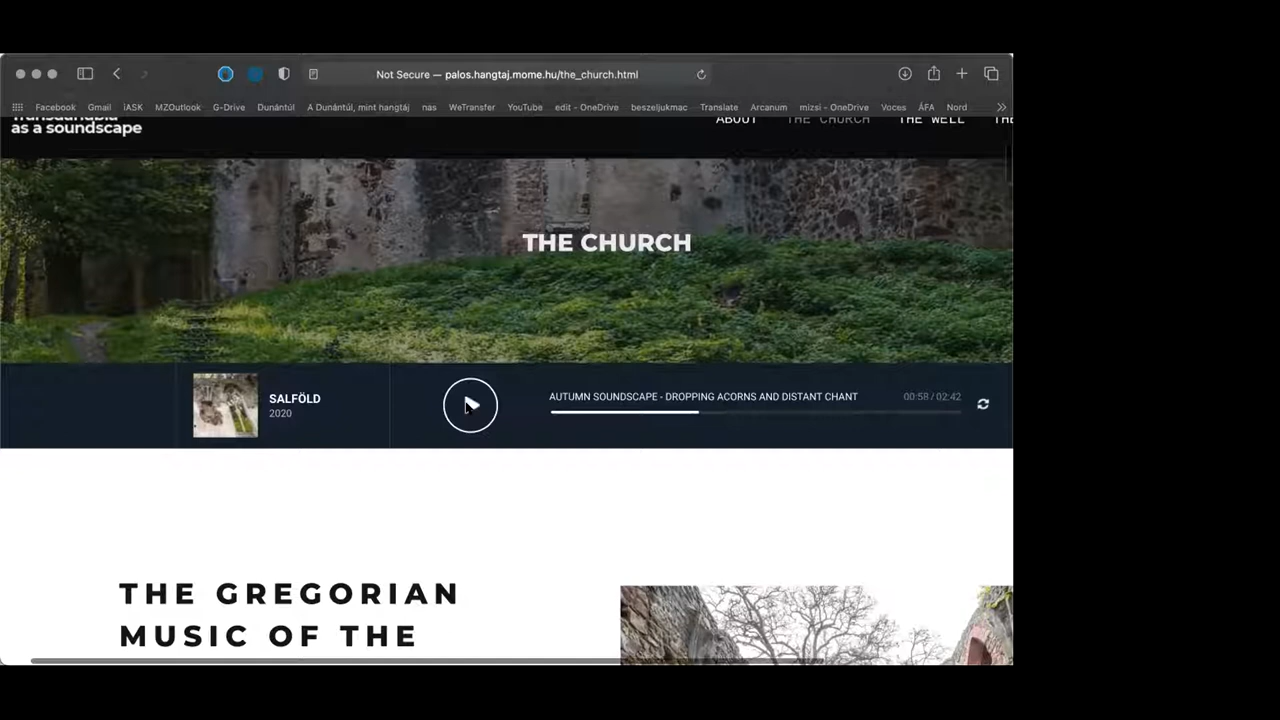 Not Secure — palos.hangtaj.mome.hu/the_church.html
Facebook Gmail iASK MZOutlook G-Drive Dunántúl A Dunántúl, mint hangtáj nas WeTransfer YouTube edit - OneDrive beszeljukmac Translate Arcanum mizsi - OneDrive Voces ÁFA Nord
Transdanubia
as a soundscape
ABOUT THE CHURCH THE WELL THE
THE CHURCH
SALFÖLD
2020
AUTUMN SOUNDSCAPE - DROPPING ACORNS AND DISTANT CHANT 00:58 / 02:42
THE GREGORIAN
MUSIC OF THE